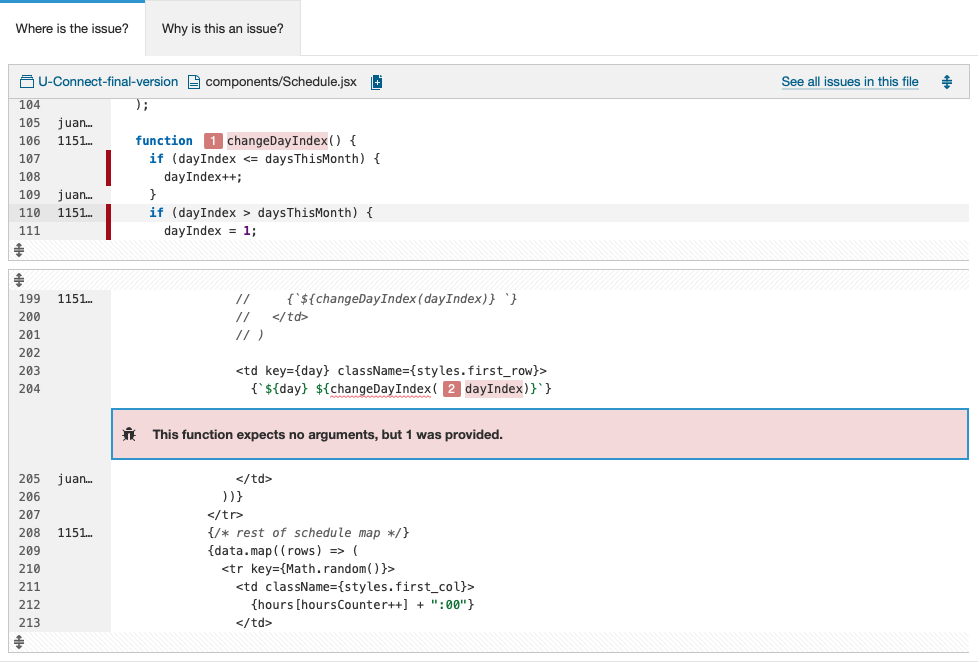 Where is the issue? Why is this an issue?
U-Connect-final-version components/Schedule.jsx See all issues in this file
104 );
105 juan…
106 1151… function 1 changeDayIndex() {
107 if (dayIndex <= daysThisMonth) {
108 dayIndex++;
109 juan… }
110 1151… if (dayIndex > daysThisMonth) {
111 dayIndex = 1;
199 1151… // {`${changeDayIndex(dayIndex)} `}
200 // </td>
201 // )
202
203 <td key={day} className={styles.first_row}>
204 {`${day} ${changeDayIndex( 2 dayIndex)}`}
This function expects no arguments, but 1 was provided.
205 juan… </td>
206 ))}
207 </tr>
208 1151… {/* rest of schedule map */}
209 {data.map((rows) => (
210 <tr key={Math.random()}>
211 <td className={styles.first_col}>
212 {hours[hoursCounter++] + ":00"}
213 </td>